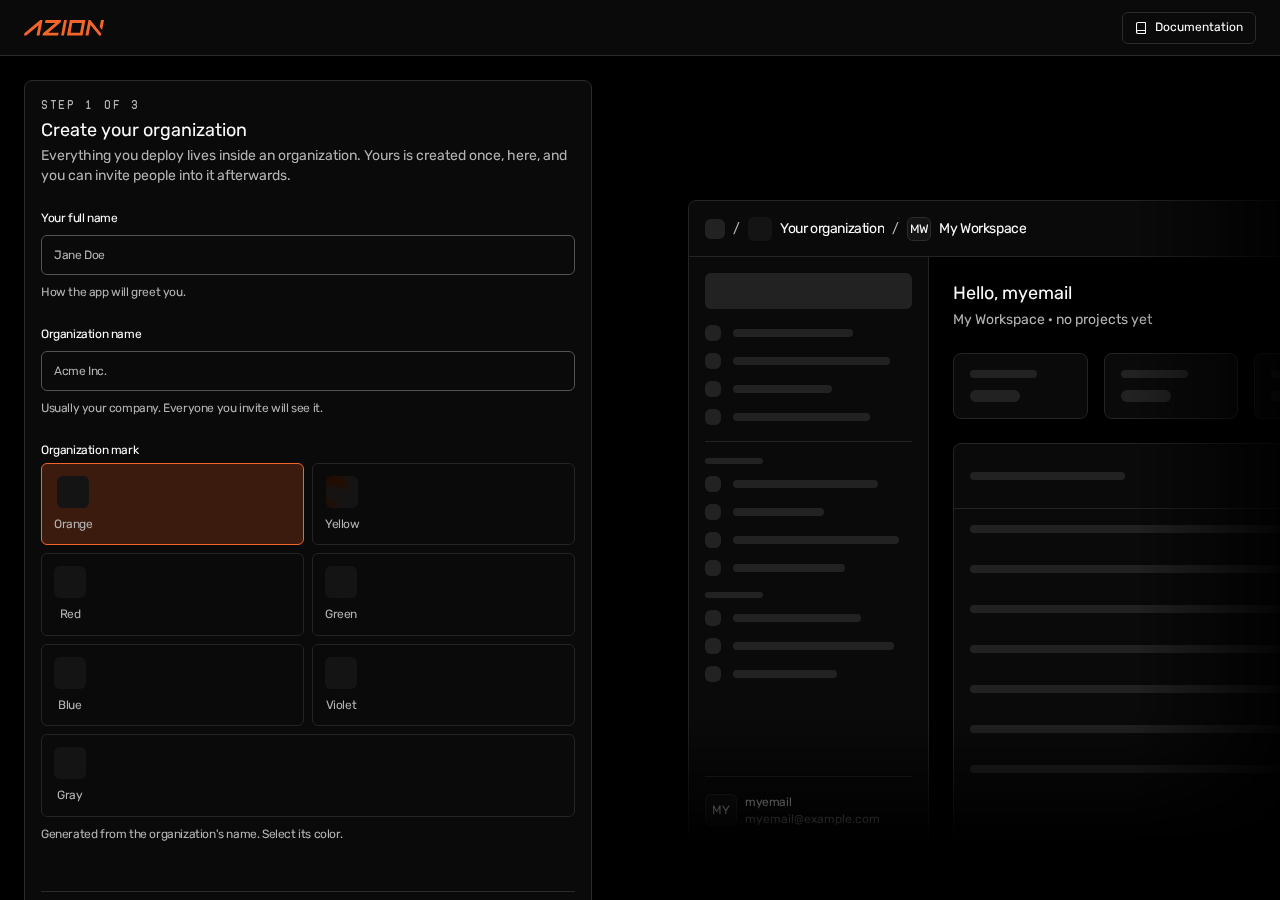 AZION
Documentation
STEP 1 OF 3
Create your organization
Everything you deploy lives inside an organization. Yours is created once, here, and
you can invite people into it afterwards.
Your full name
Jane Doe
How the app will greet you.
Organization name
Acme Inc.
Usually your company. Everyone you invite will see it.
Organization mark
Orange
Yellow
Red
Green
Blue
Violet
Gray
Generated from the organization's name. Select its color.
/ Your organization / MW My Workspace
Hello, myemail
My Workspace • no projects yet
MY
myemail
myemail@example.com